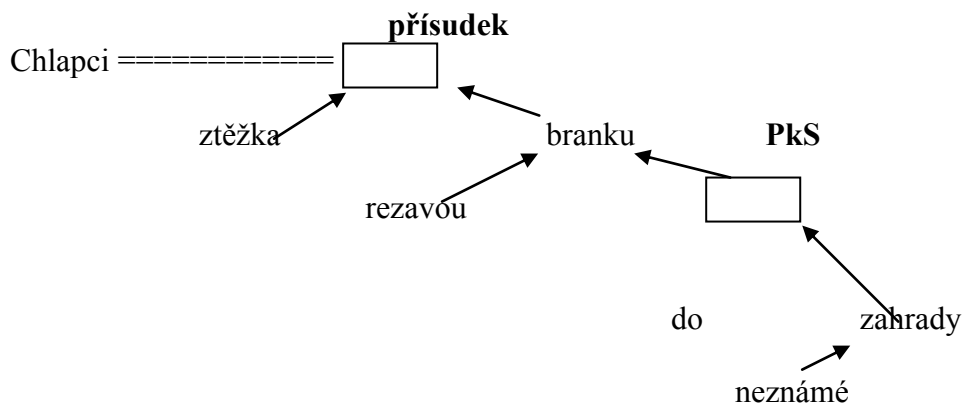 přísudek
Chlapci ============
ztěžka
branku
PkS
rezavou
do
zahrady
neznámé